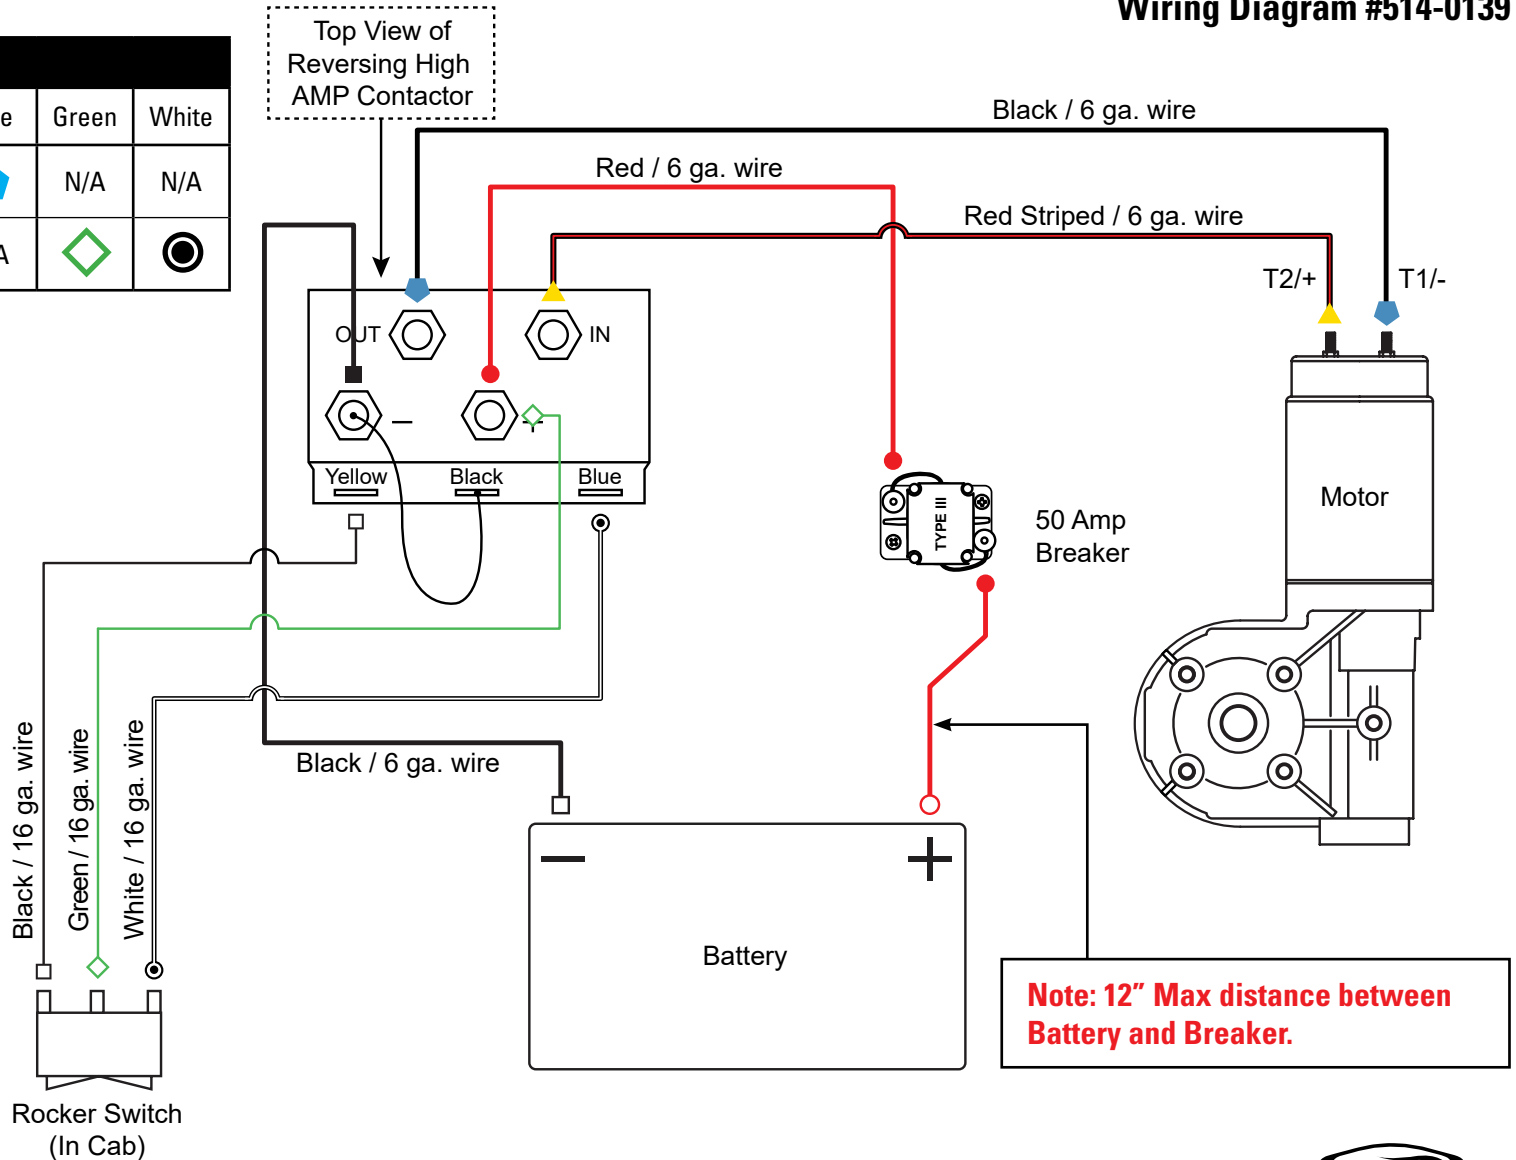 Wiring Diagram #514-0139
Top View of
Reversing High
AMP Contactor
Green White
N/A N/A
Black / 6 ga. wire
Red / 6 ga. wire
Red Striped / 6 ga. wire
T2/+ T1/-
OUT IN
Yellow Black Blue
TYPE III
50 Amp
Breaker
Motor
Black / 16 ga. wire
Green / 16 ga. wire
White / 16 ga. wire
Black / 6 ga. wire
Battery
Note: 12” Max distance between
Battery and Breaker.
Rocker Switch
(In Cab)